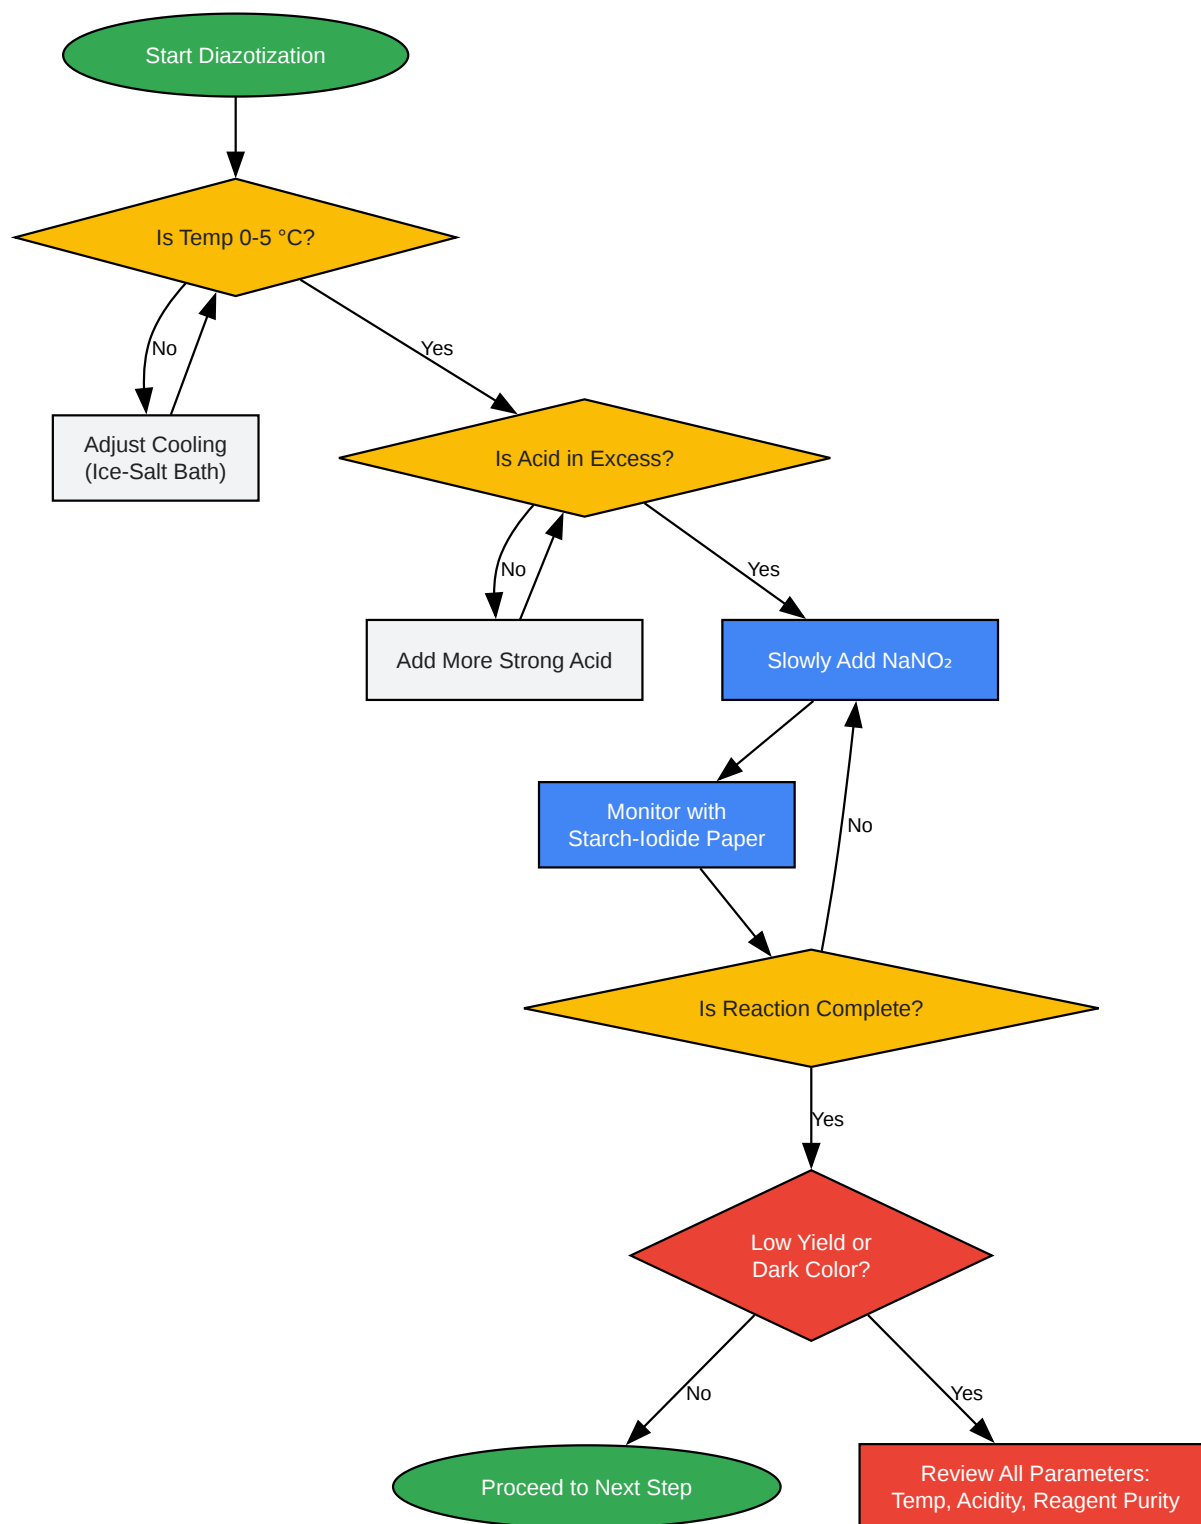 Start Diazotization
Is Temp 0-5 °C?
No
Yes
Adjust Cooling
(Ice-Salt Bath)
Is Acid in Excess?
No
Yes
Add More Strong Acid
Slowly Add NaNO₂
Monitor with
Starch-Iodide Paper
No
Is Reaction Complete?
Yes
Low Yield or
Dark Color?
No
Yes
Proceed to Next Step
Review All Parameters:
Temp, Acidity, Reagent Purity